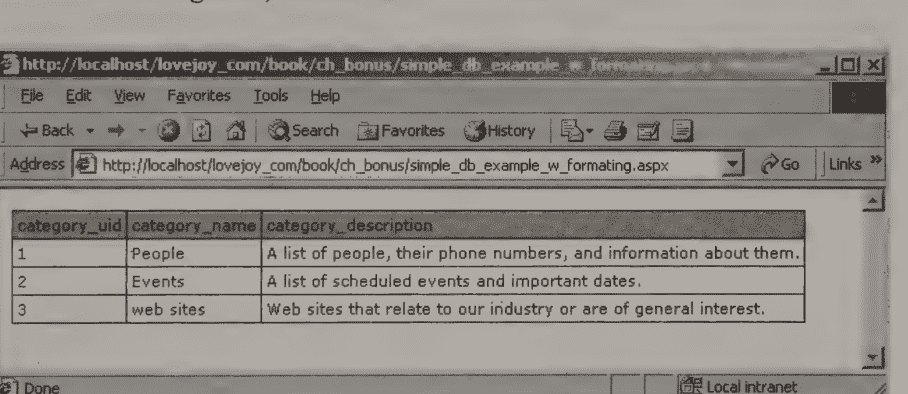 http://localhost/lovejoy_com/book/ch_bonus/simple_db_example_w_formating
File Edit View Favorites Tools Help
Back Search Favorites History
Address http://localhost/lovejoy_com/book/ch_bonus/simple_db_example_w_formating.aspx Go Links »
category_uid category_name category_description
1 People A list of people, their phone numbers, and information about them.
2 Events A list of scheduled events and important dates.
3 web sites Web sites that relate to our industry or are of general interest.
Done Local intranet